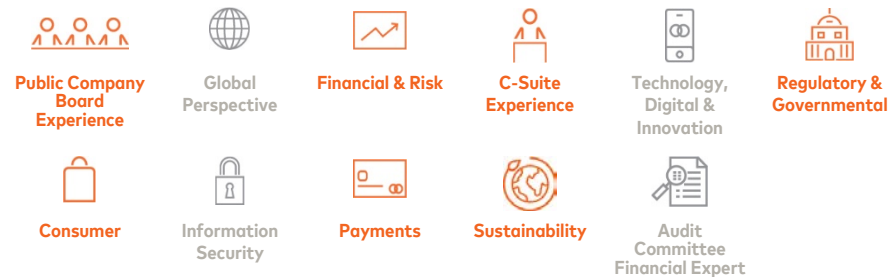 Public Company
Board
Experience
Global
Perspective
Financial & Risk
C-Suite
Experience
Technology,
Digital &
Innovation
Regulatory &
Governmental
Consumer
Information
Security
Payments
Sustainability
Audit
Committee
Financial Expert